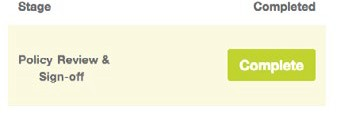 Stage Completed
Policy Review &
Sign-off
Complete